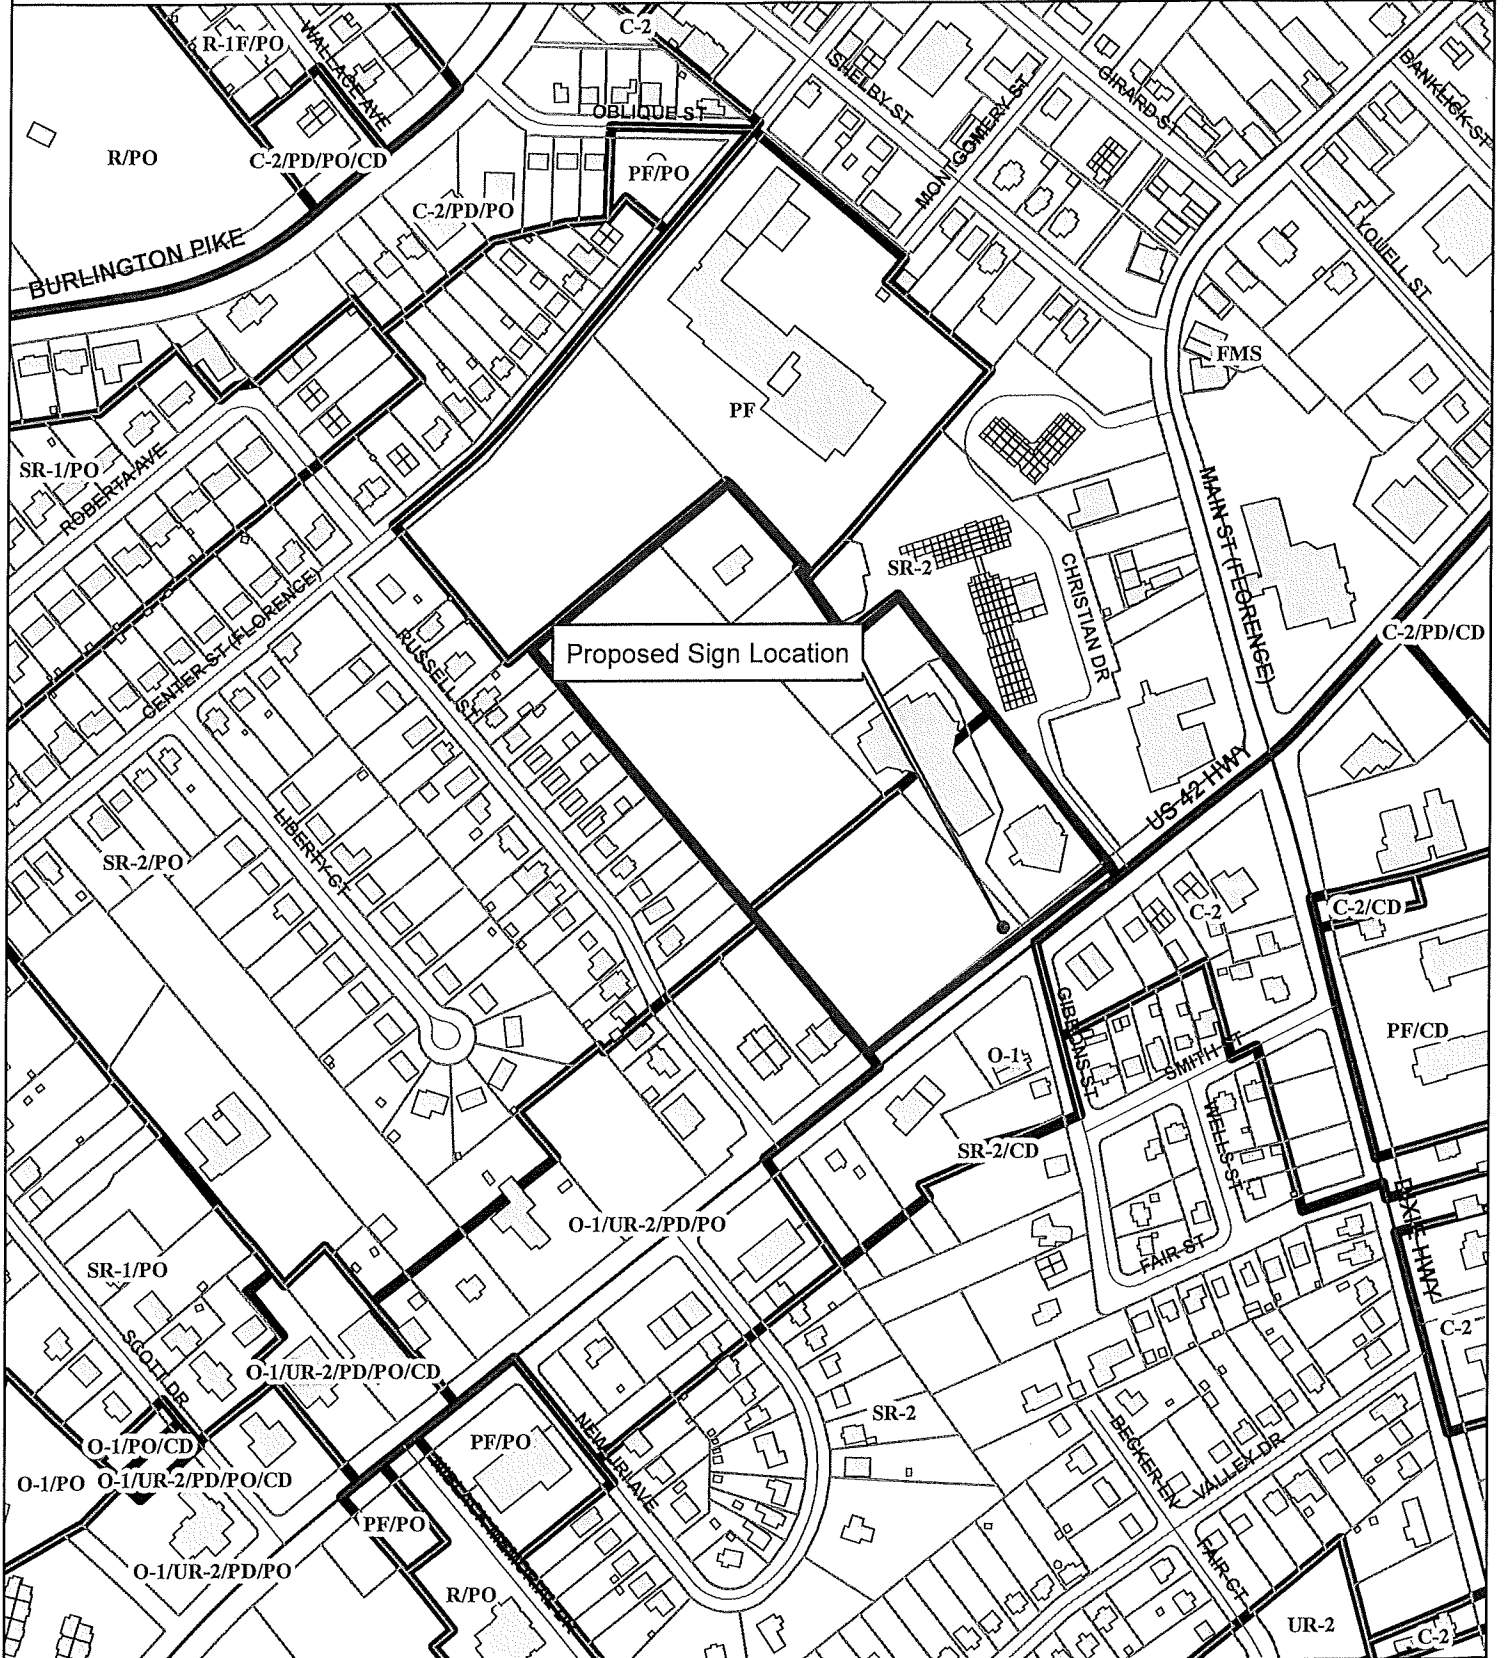 C-2
R-1F/PO
WALLACE AVE
SHELBY ST
GIRARD ST
BANKLICK ST
OBLIQUE ST
R/PO
C-2/PD/PO/CD
PF/PO
MONTGOMERY ST
C-2/PD/PO
BURLINGTON PIKE
YOUELL ST
FMS
PF
SR-1/PO
ROBERTA AVE
MAIN ST (FLORENCE)
SR-2
CHRISTIAN DR
CENTER ST (FLORENCE)
RUSSELL ST
C-2/PD/CD
Proposed Sign Location
US 42 HWY
LIBERTY CT
SR-2/PO
C-2
C-2/CD
GIBBONS ST
PF/CD
O-1
SMITH ST
WELLS ST
SR-2/CD
O-1/UR-2/PD/PO
FAIR ST
DIXIE HWY
SR-1/PO
SCOTT DR
C-2
O-1/UR-2/PD/PO/CD
SR-2
NEW URI AVE
BECKER LN
VALLEY DR
PF/PO
O-1/PO/CD
O-1/PO
O-1/UR-2/PD/PO/CD
PF/PO
O-1/UR-2/PD/PO
FAIR CT
R/PO
UR-2
C-2